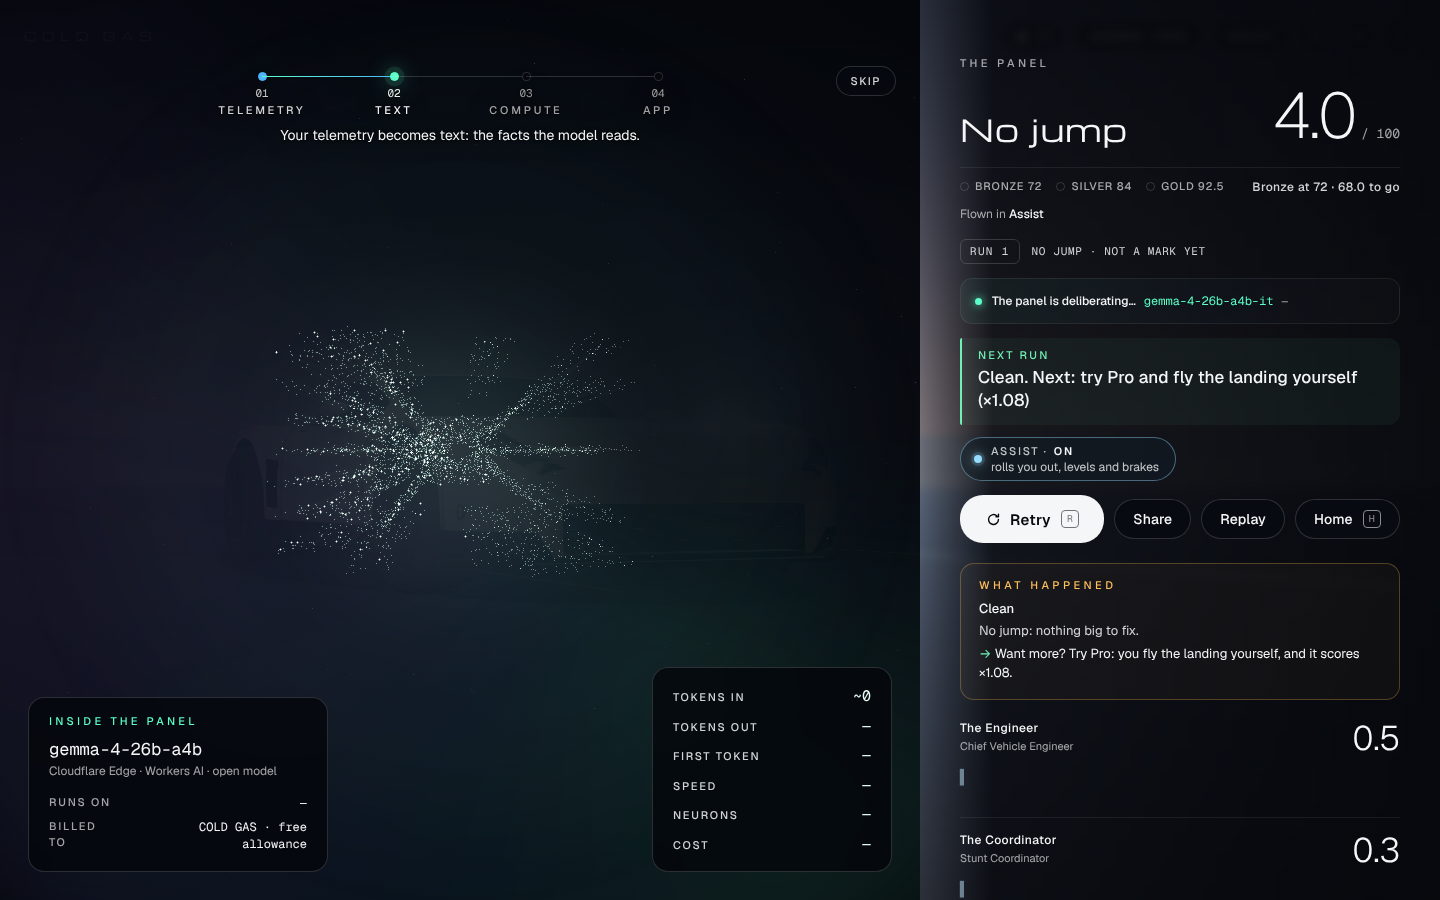 COLD GAS
01
TELEMETRY
02
TEXT
03
COMPUTE
04
APP
Your telemetry becomes text: the facts the model reads.
SKIP
INSIDE THE PANEL
gemma-4-26b-a4b
Cloudflare Edge · Workers AI · open model
RUNS ON –
BILLED TO COLD GAS · free allowance
TOKENS IN ~0
TOKENS OUT –
FIRST TOKEN –
SPEED –
NEURONS –
COST –
THE PANEL
No jump 4.0 / 100
BRONZE 72 SILVER 84 GOLD 92.5 Bronze at 72 · 68.0 to go
Flown in Assist
RUN 1 NO JUMP · NOT A MARK YET
The panel is deliberating… gemma-4-26b-a4b-it –
NEXT RUN
Clean. Next: try Pro and fly the landing yourself
(×1.08)
ASSIST · ON
rolls you out, levels and brakes
Retry R Share Replay Home H
WHAT HAPPENED
Clean
No jump: nothing big to fix.
→ Want more? Try Pro: you fly the landing yourself, and it scores
×1.08.
The Engineer 0.5
Chief Vehicle Engineer
The Coordinator 0.3
Stunt Coordinator